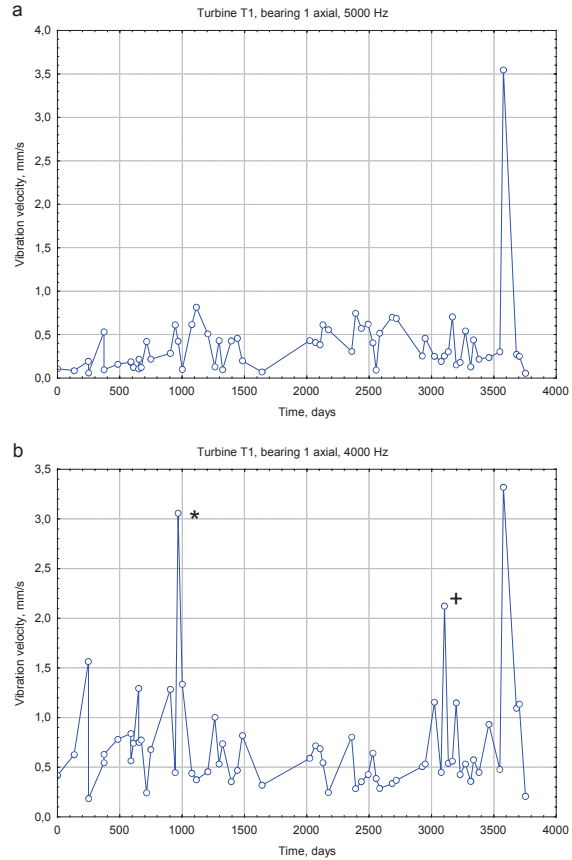 a
Turbine T1, bearing 1 axial, 5000 Hz
4,0
3,5
3,0
2,5
2,0
1,5
1,0
0,5
0,0
Vibration velocity, mm/s
0 500 1000 1500 2000 2500 3000 3500 4000
Time, days
b
Turbine T1, bearing 1 axial, 4000 Hz
3,5
3,0
2,5
2,0
1,5
1,0
0,5
0,0
Vibration velocity, mm/s
*
+
0 500 1000 1500 2000 2500 3000 3500 4000
Time, days